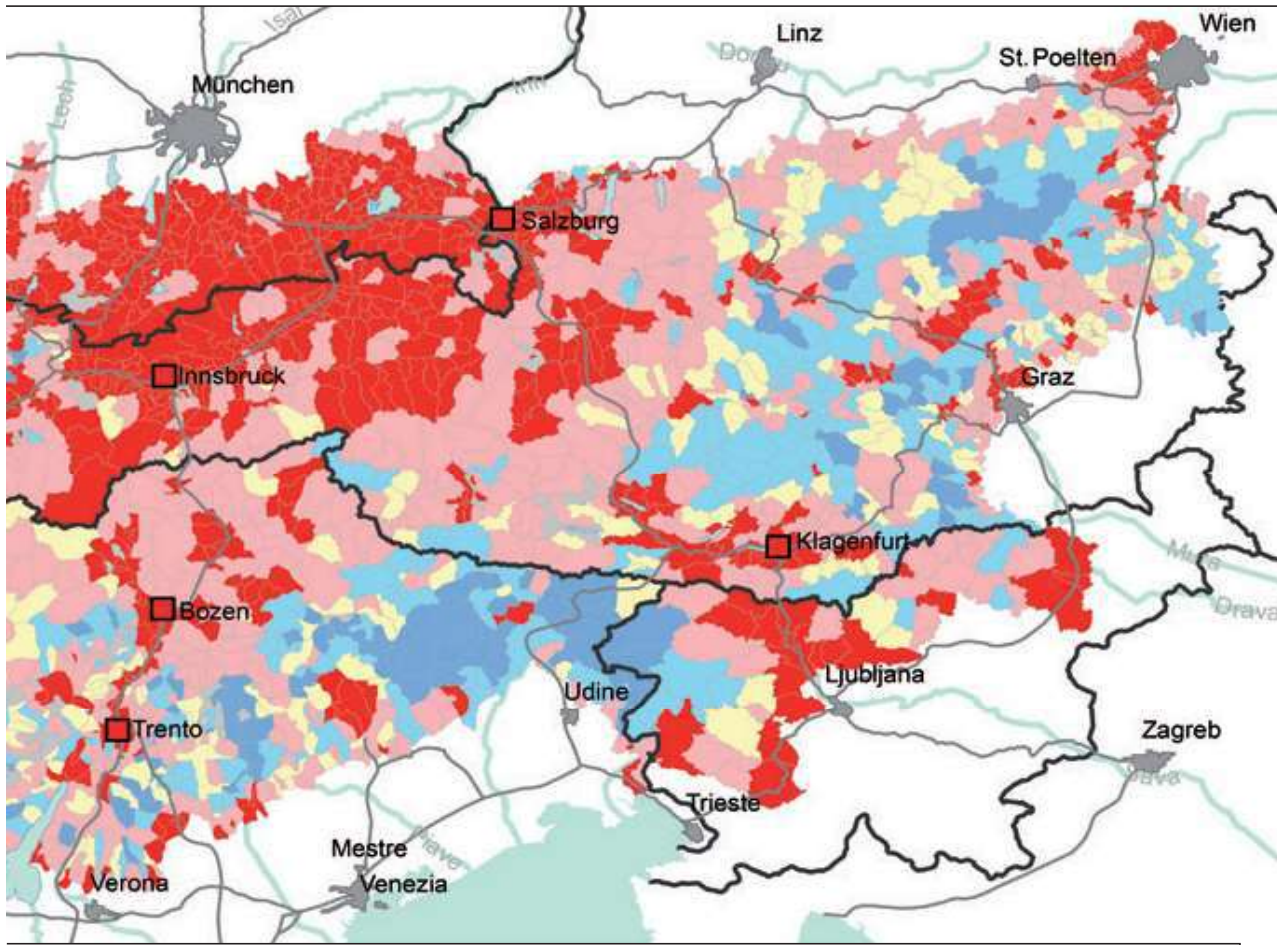 Isar
Wien
Linz
Donau
St. Poelten
München
Inn
Lech
Salzburg
Innsbruck
Graz
Klagenfurt
Mura
Drava
Bozen
Ljubljana
Udine
Trento
Zagreb
Sava
Trieste
Mestre
Piave
Venezia
Verona